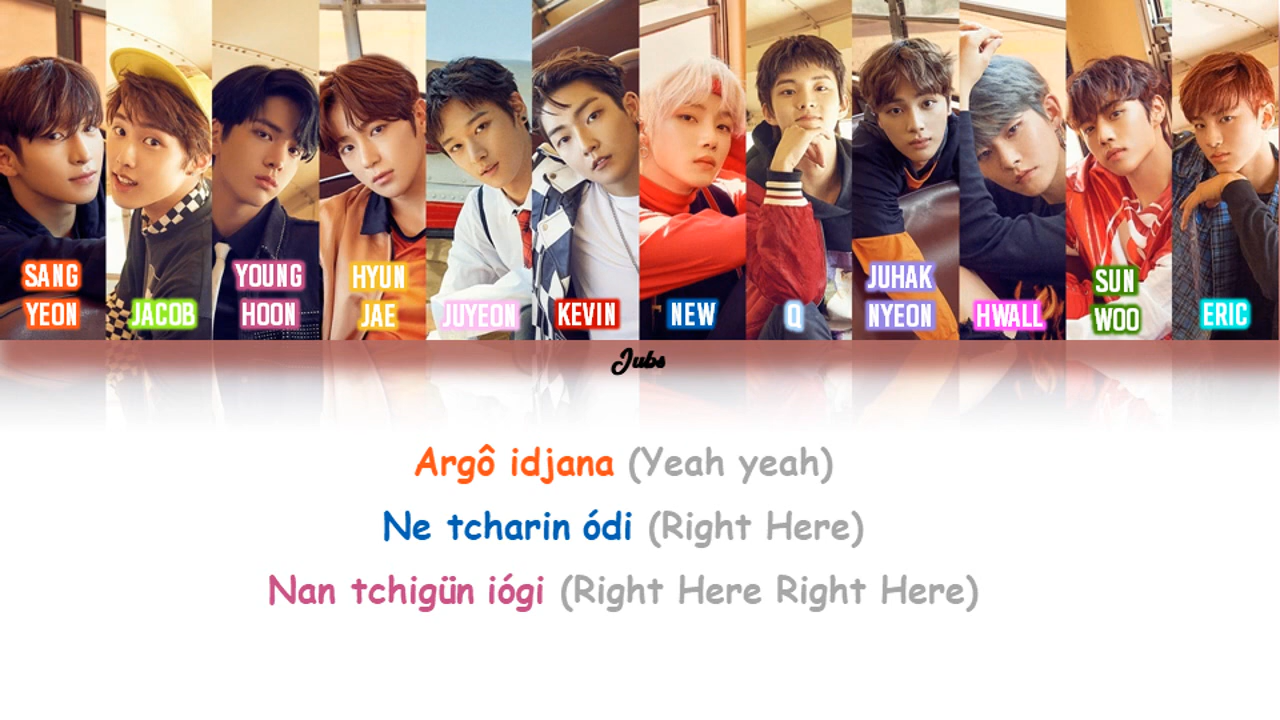 SANG YEON
JACOB
YOUNG HOON
HYUN JAE
JUYEON
KEVIN
NEW
Q
JUHAK NYEON
HWALL
SUN WOO
ERIC
Jubs
Argô idjana (Yeah yeah)
Ne tcharin ódi (Right Here)
Nan tchigün iógi (Right Here Right Here)